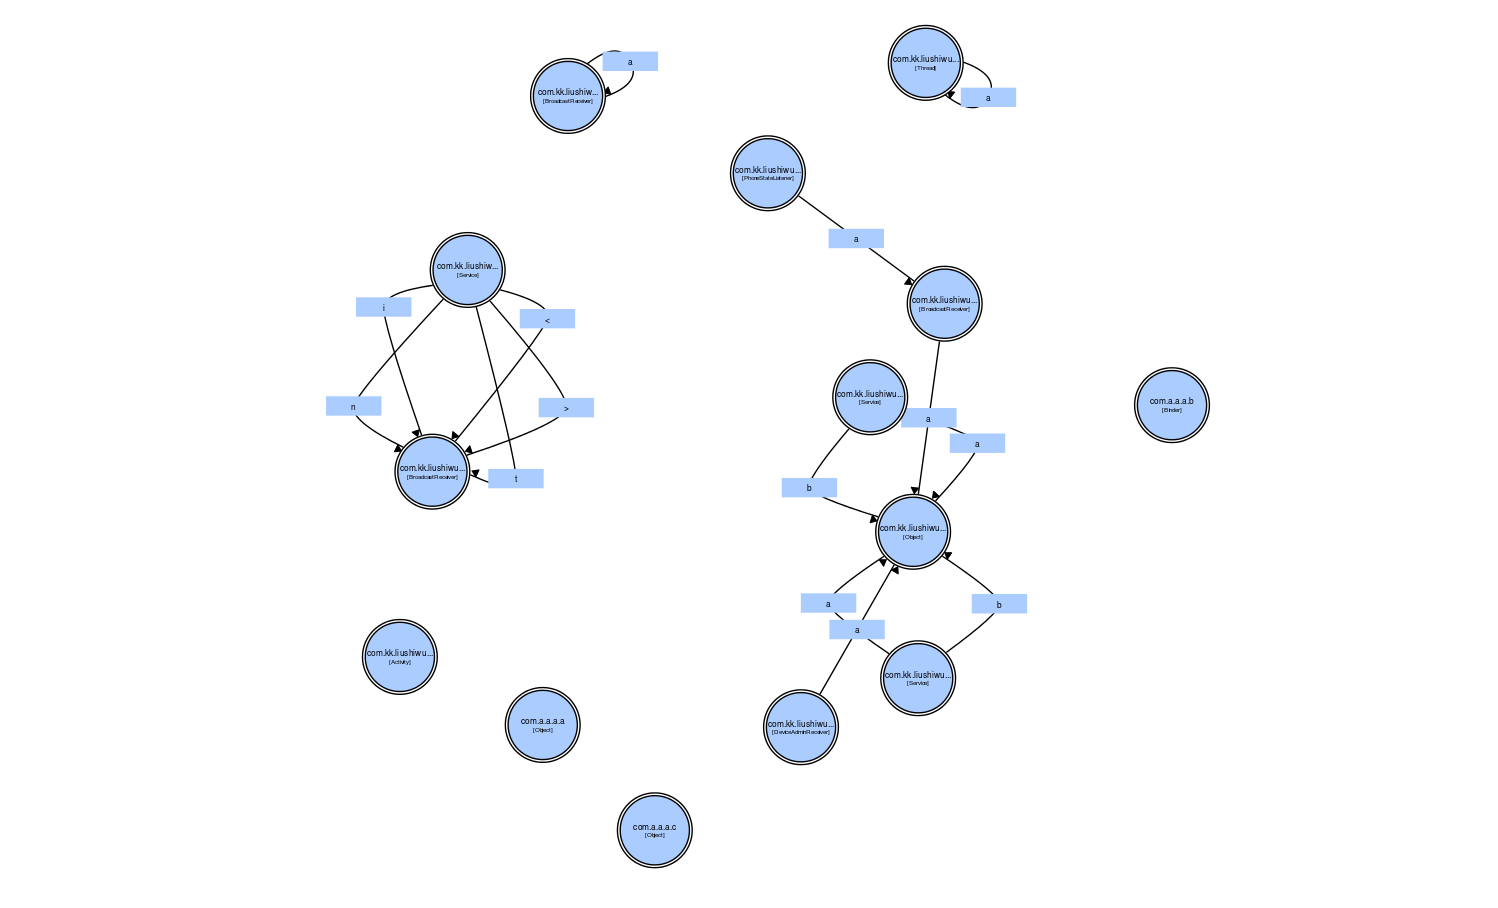 com.kk.liushiwu...
[Thread]
a
a
com.kk.liushiw...
[BroadcastReceiver]
com.kk.liushiwu...
[PhoneStateListener]
a
com.kk.liushiw...
[Service]
com.kk.liushiwu...
[BroadcastReceiver]
i
<
com.kk.liushiwu...
[Service]
com.a.a.a.b
[Binder]
n
>
a
a
com.kk.liushiwu...
[BroadcastReceiver]
t
b
com.kk.liushiwu...
[Object]
a
b
a
com.kk.liushiwu...
[Activity]
com.kk.liushiwu...
[Service]
com.a.a.a.a
[Object]
com.kk.liushiwu...
[DeviceAdminReceiver]
com.a.a.a.c
[Object]